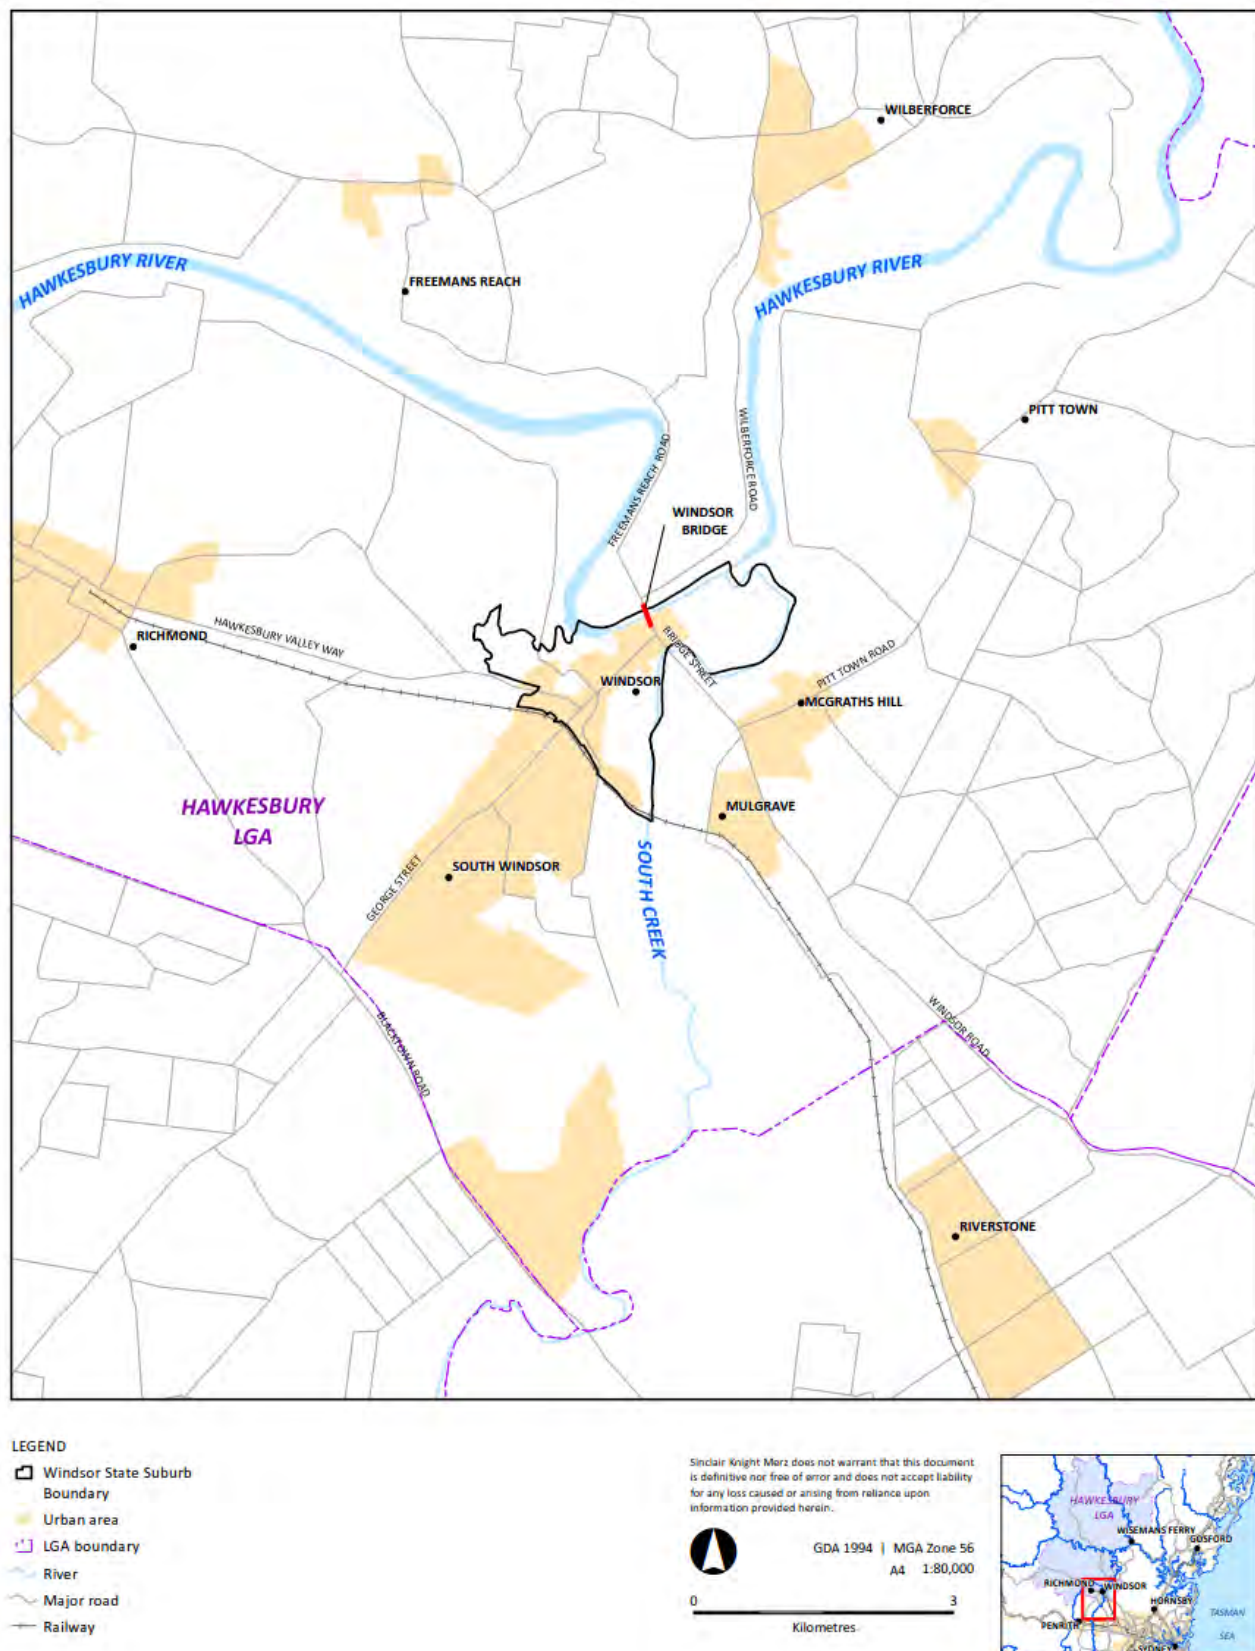 WILBERFORCE
HAWKESBURY RIVER
FREEMANS REACH
HAWKESBURY RIVER
PITT TOWN
WILBERFORCE ROAD
FREEMANS REACH ROAD
WINDSOR
BRIDGE
HAWKESBURY VALLEY WAY
RICHMOND
BRIDGE STREET
PITT TOWN ROAD
WINDSOR
MCGRATHS HILL
HAWKESBURY
LGA
MULGRAVE
SOUTH WINDSOR
GEORGE STREET
SOUTH CREEK
WINDSOR ROAD
BLACKTOWN ROAD
RIVERSTONE
LEGEND
Windsor State Suburb
Boundary
Urban area
LGA boundary
River
Major road
Railway
Sinclair Knight Merz does not warrant that this document
is definitive nor free of error and does not accept liability
for any loss caused or arising from reliance upon
information provided herein.
GDA 1994 | MGA Zone 56
A4 1:80,000
0 3
Kilometres
HAWKESBURY
LGA
WISEMANS FERRY
GOSFORD
RICHMOND
WINDSOR
HORNSBY
PENRITH
TASMAN
SEA
SYDNEY